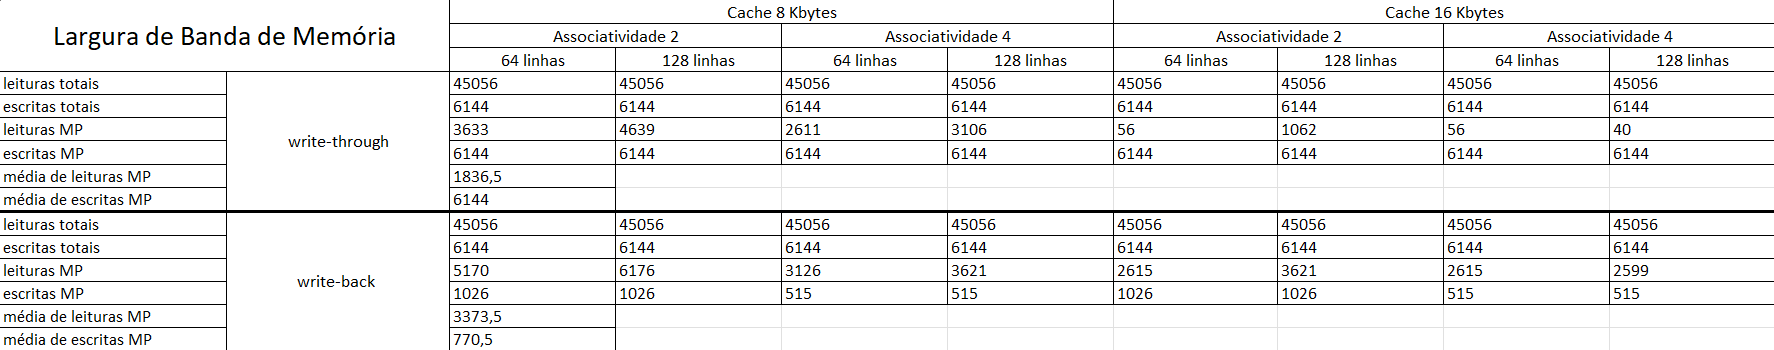 Largura de Banda de Memória Cache 8 Kbytes Cache 16 Kbytes
Associatividade 2 Associatividade 4 Associatividade 2 Associatividade 4
64 linhas 128 linhas 64 linhas 128 linhas 64 linhas 128 linhas 64 linhas 128 linhas
leituras totais 45056 45056 45056 45056 45056 45056 45056 45056
escritas totais 6144 6144 6144 6144 6144 6144 6144 6144
leituras MP 3633 4639 2611 3106 56 1062 56 40
write-through
escritas MP 6144 6144 6144 6144 6144 6144 6144 6144
média de leituras MP 1836,5
média de escritas MP 6144
leituras totais 45056 45056 45056 45056 45056 45056 45056 45056
escritas totais 6144 6144 6144 6144 6144 6144 6144 6144
leituras MP 5170 6176 3126 3621 2615 3621 2615 2599
write-back
escritas MP 1026 1026 515 515 1026 1026 515 515
média de leituras MP 3373,5
média de escritas MP 770,5